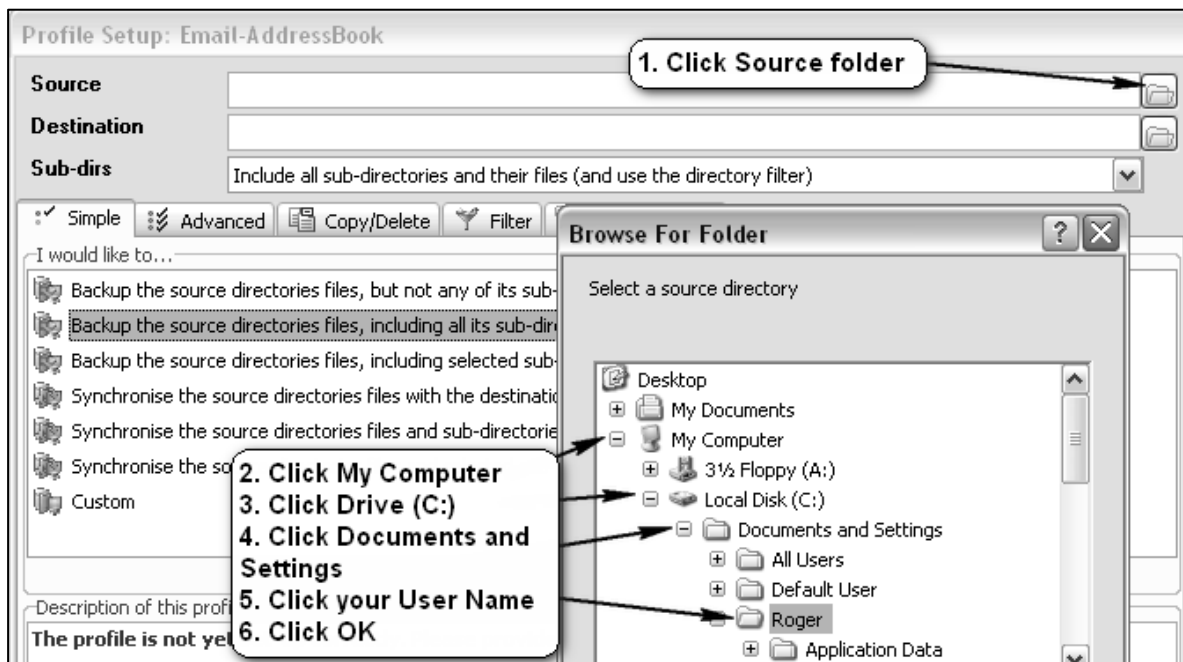 Profile Setup: Email-AddressBook
1. Click Source folder
Source
Destination
Sub-dirs
Include all sub-directories and their files (and use the directory filter)
Simple
Advanced
Copy/Delete
Filter
I would like to...
Backup the source directories files, but not any of its sub-
Backup the source directories files, including all its sub-dir
Backup the source directories files, including selected sub-
Synchronise the source directories files with the destinatio
Synchronise the source directories files and sub-directorie
Synchronise the so
Custom
Browse For Folder
Select a source directory
Desktop
My Documents
My Computer
3½ Floppy (A:)
Local Disk (C:)
Documents and Settings
All Users
Default User
Roger
Application Data
2. Click My Computer
3. Click Drive (C:)
4. Click Documents and
Settings
5. Click your User Name
6. Click OK
Description of this profi
The profile is not yet